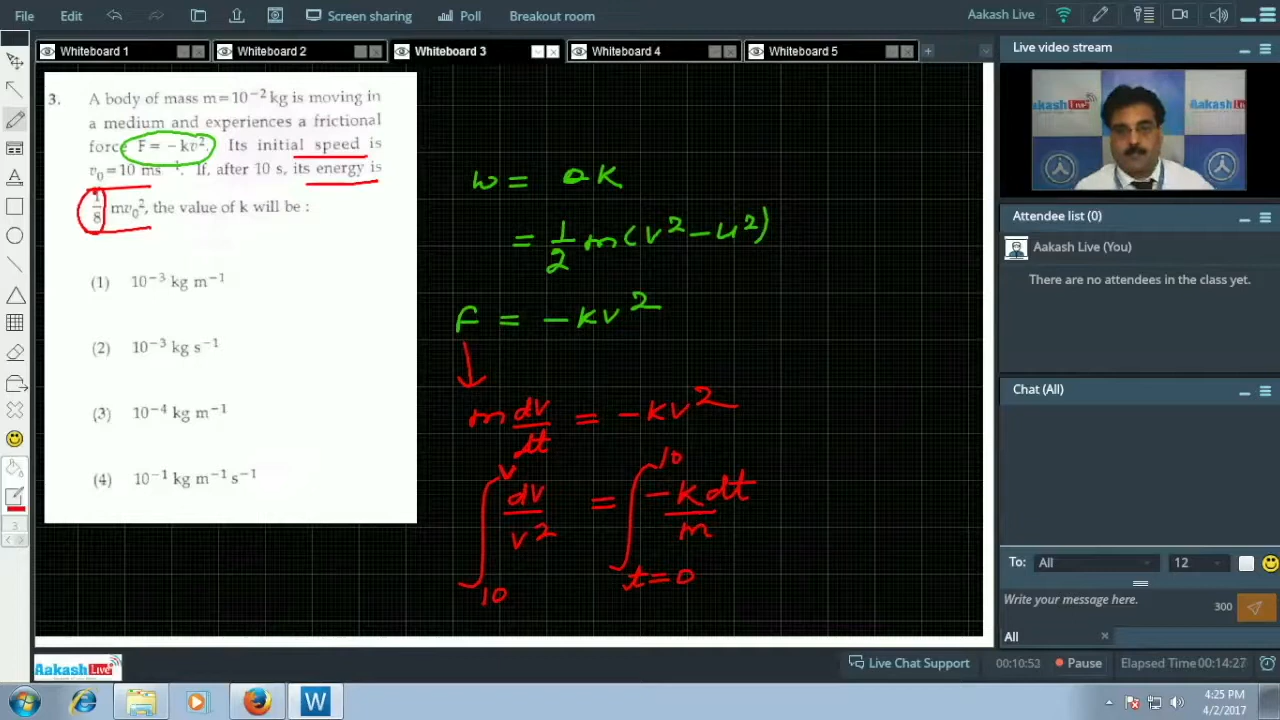 File Edit Screen sharing Poll Breakout room Aakash Live
Whiteboard 1 Whiteboard 2 Whiteboard 3 Whiteboard 4 Whiteboard 5 +
Live video stream
Aakash Live
Attendee list (0)
Aakash Live (You)
There are no attendees in the class yet.
Chat (All)
To: All 12
Write your message here.
300
All
3. A body of mass m = 10⁻² kg is moving in
a medium and experiences a frictional
force F = −kv². Its initial speed is
v₀ = 10 ms⁻¹. If, after 10 s, its energy is
1/8 mv₀², the value of k will be :
(1) 10⁻³ kg m⁻¹
(2) 10⁻³ kg s⁻¹
(3) 10⁻⁴ kg m⁻¹
(4) 10⁻¹ kg m⁻¹ s⁻¹
W = ΔK
= 1/2 m(v² − u²)
F = −kv²
m dv/dt = −kv²
∫₁₀ᵛ dv/v² = ∫ₜ₌₀¹⁰ −k dt/m
3
Aakash Live
Live Chat Support 00:10:53 Pause Elapsed Time: 00:14:27
W
4:25 PM
4/2/2017